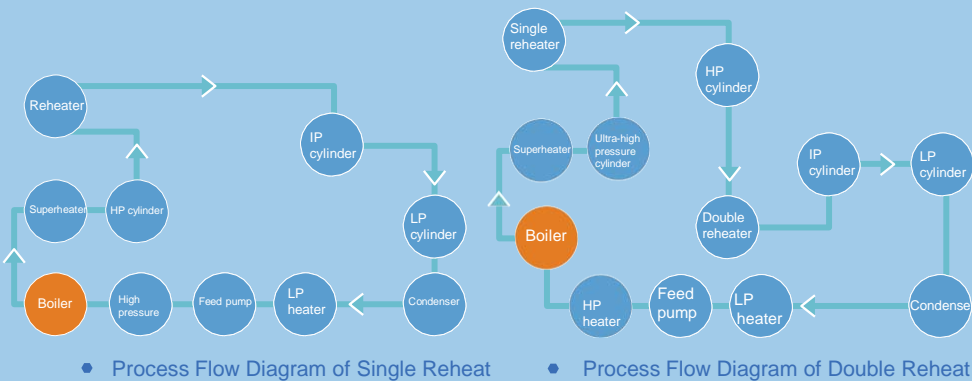 Reheater
IP
cylinder
Superheater
HP cylinder
LP
cylinder
Boiler
High
pressure
Feed pump
LP
heater
Condenser
Process Flow Diagram of Single Reheat
Single
reheater
HP
cylinder
Superheater
Ultra-high
pressure
cylinder
IP
cylinder
LP
cylinder
Boiler
Double
reheater
HP
heater
Feed
pump
LP
heater
Condense
Process Flow Diagram of Double Reheat